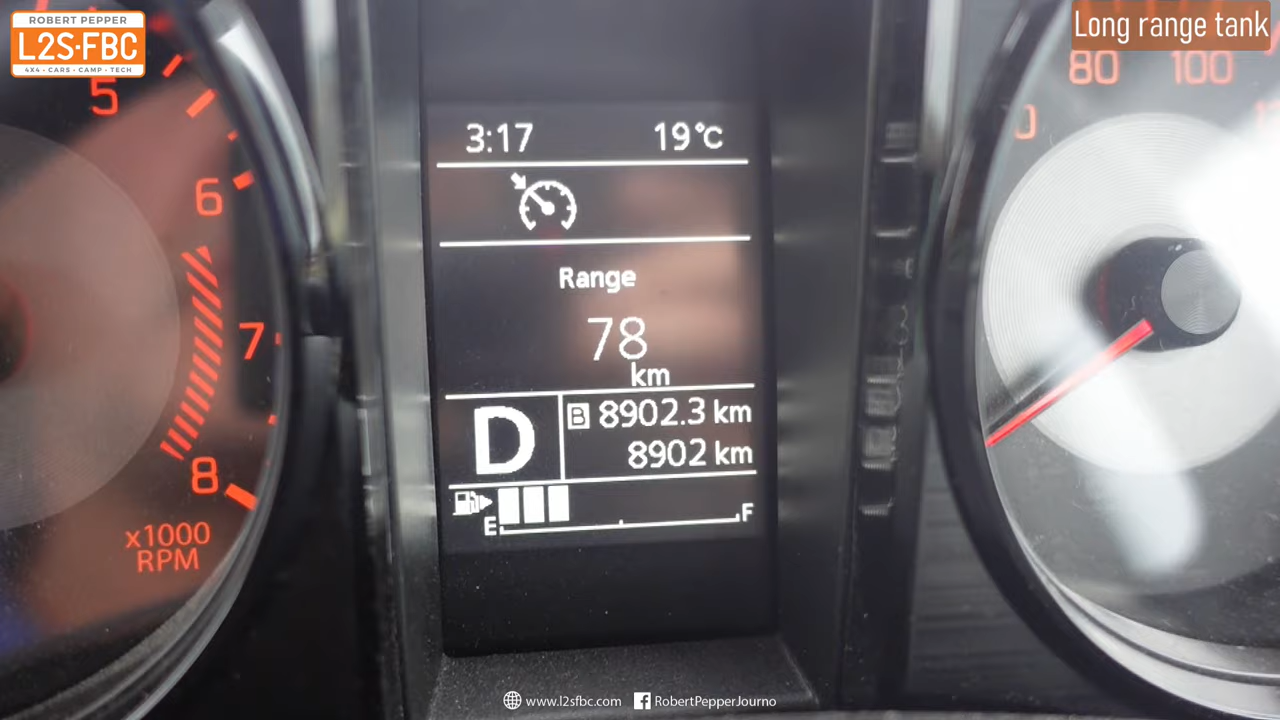 ROBERT PEPPER
L2S·FBC
4X4 • CARS • CAMP • TECH
Long range tank
80 100
5
6
7
8
x1000
RPM
3:17 19°C
Range
78
km
D
B 8902.3 km
8902 km
E F
www.l2sfbc.com RobertPepperJourno